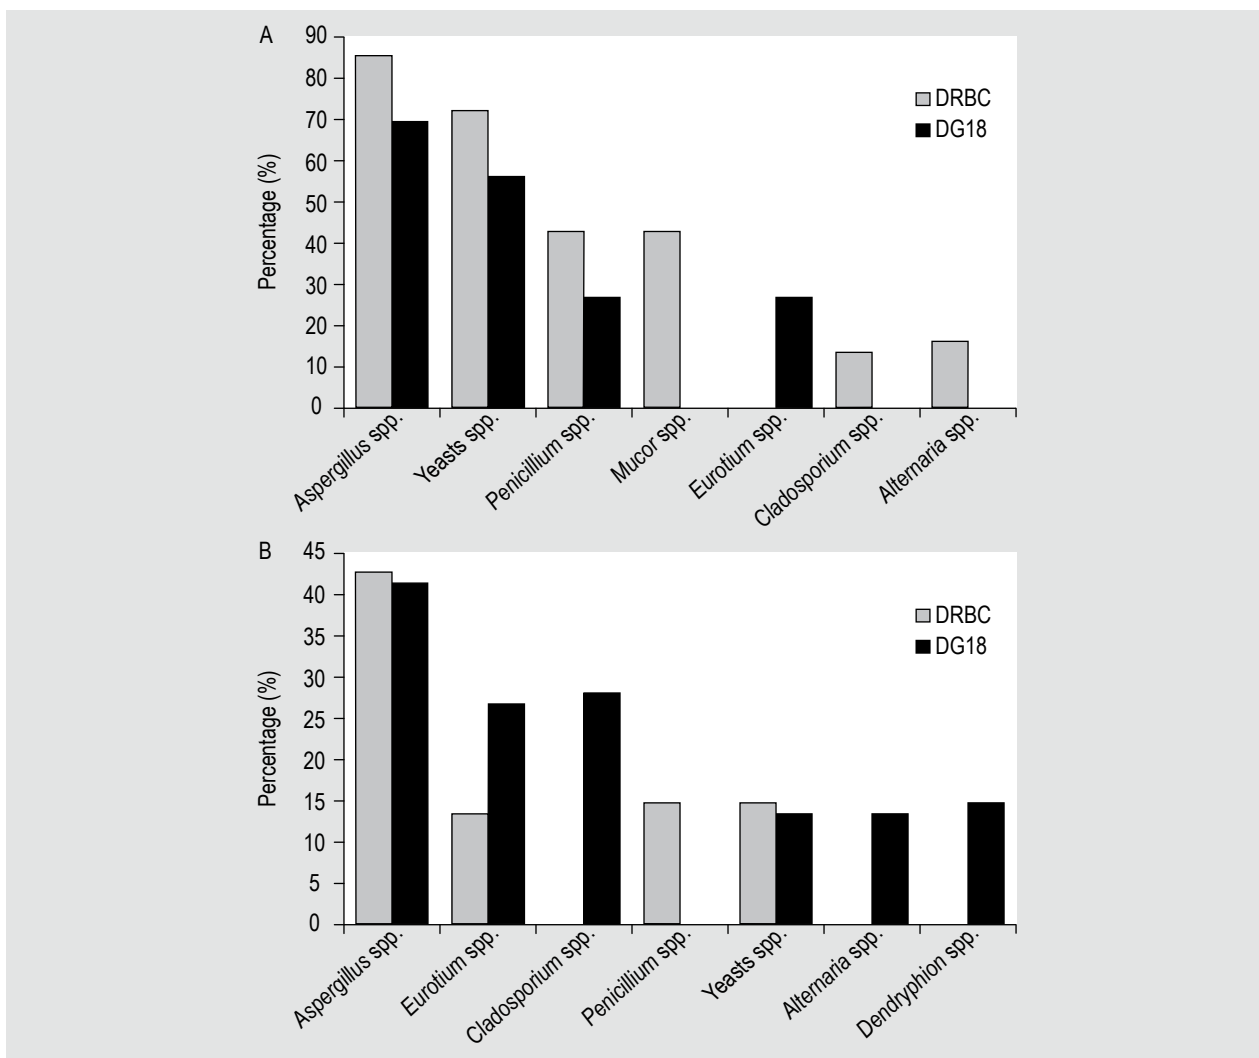 A
90
80
70
60
50
40
30
20
10
0
Percentage (%)
DRBC
DG18
Aspergillus spp.
Yeasts spp.
Penicillium spp.
Mucor spp.
Eurotium spp.
Cladosporium spp.
Alternaria spp.
B
45
40
35
30
25
20
15
10
5
0
Percentage (%)
DRBC
DG18
Aspergillus spp.
Eurotium spp.
Cladosporium spp.
Penicillium spp.
Yeasts spp.
Alternaria spp.
Dendryphion spp.